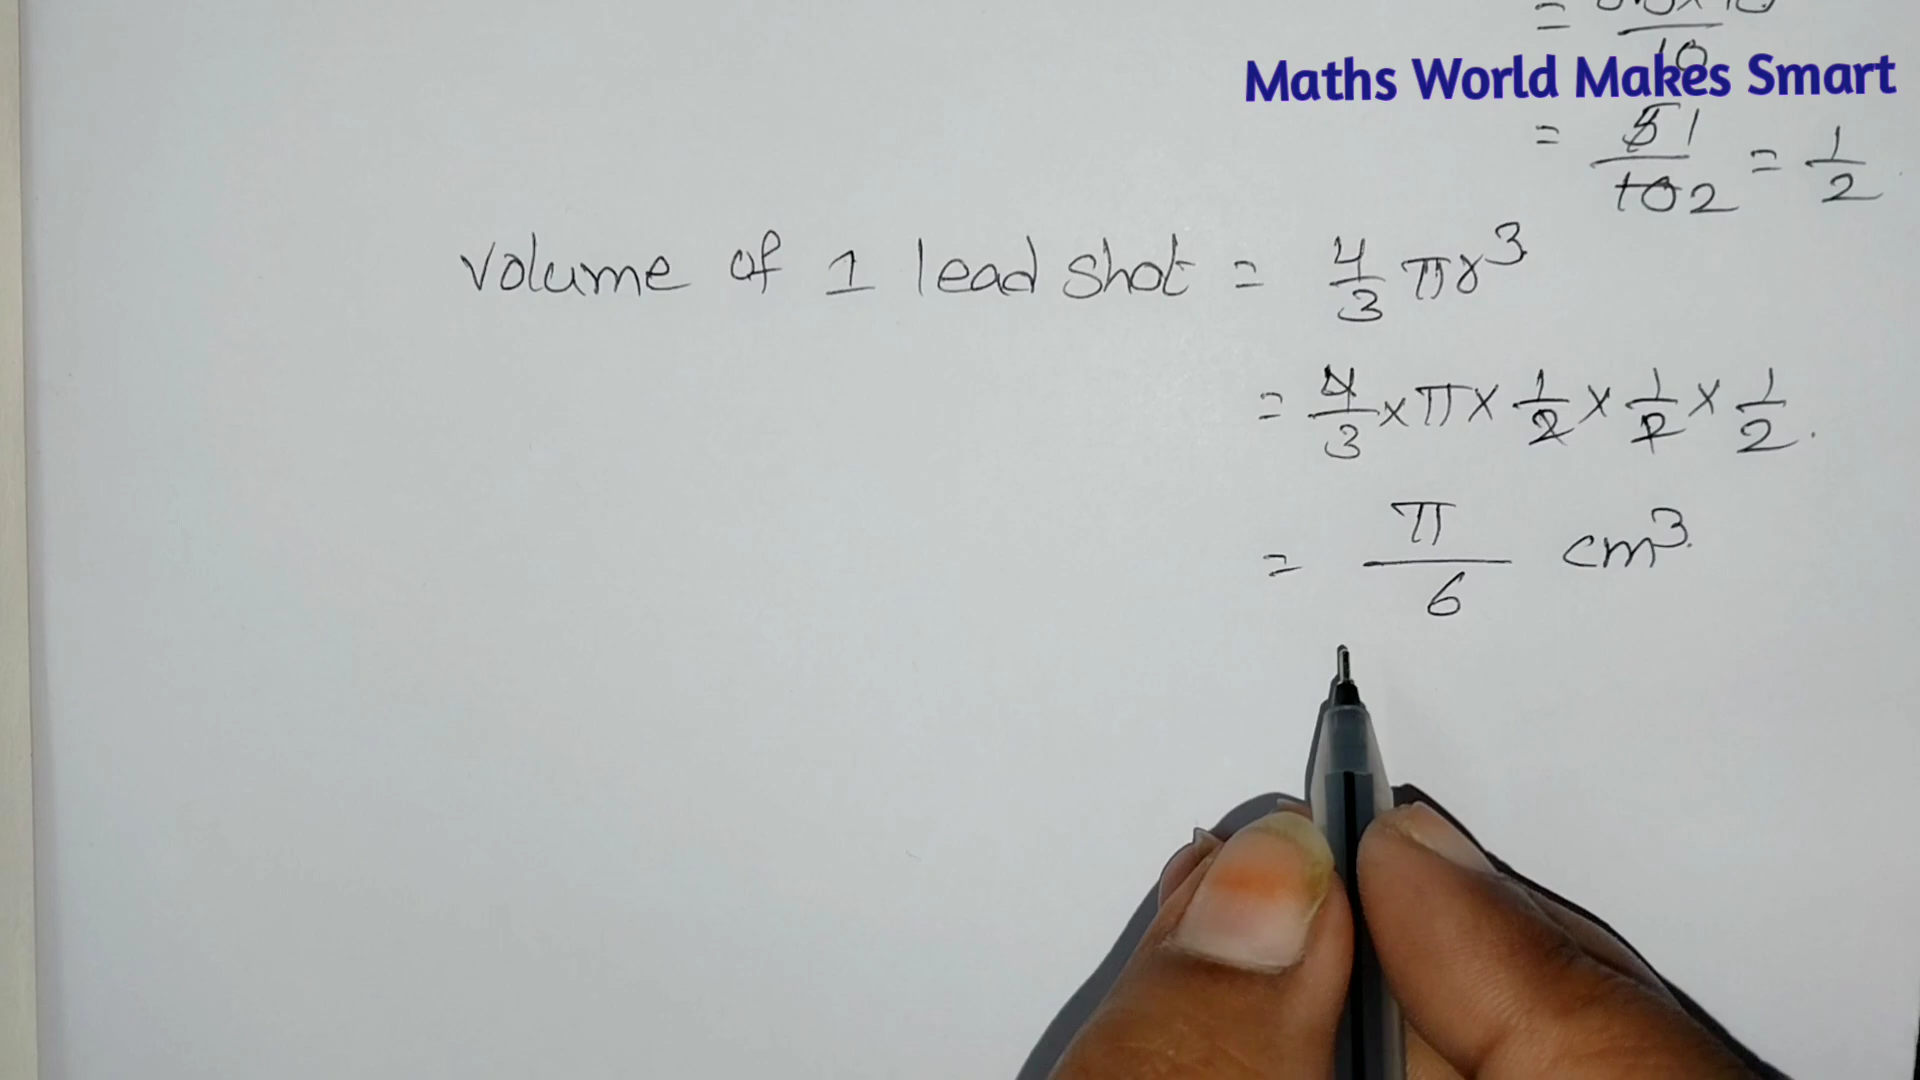 Maths World Makes Smart
10
= 5 1 / 10 2 = 1/2
volume of 1 lead shot = 4/3 πr³
= 4/3 × π × 1/2 × 1/2 × 1/2.
= π/6 cm³.